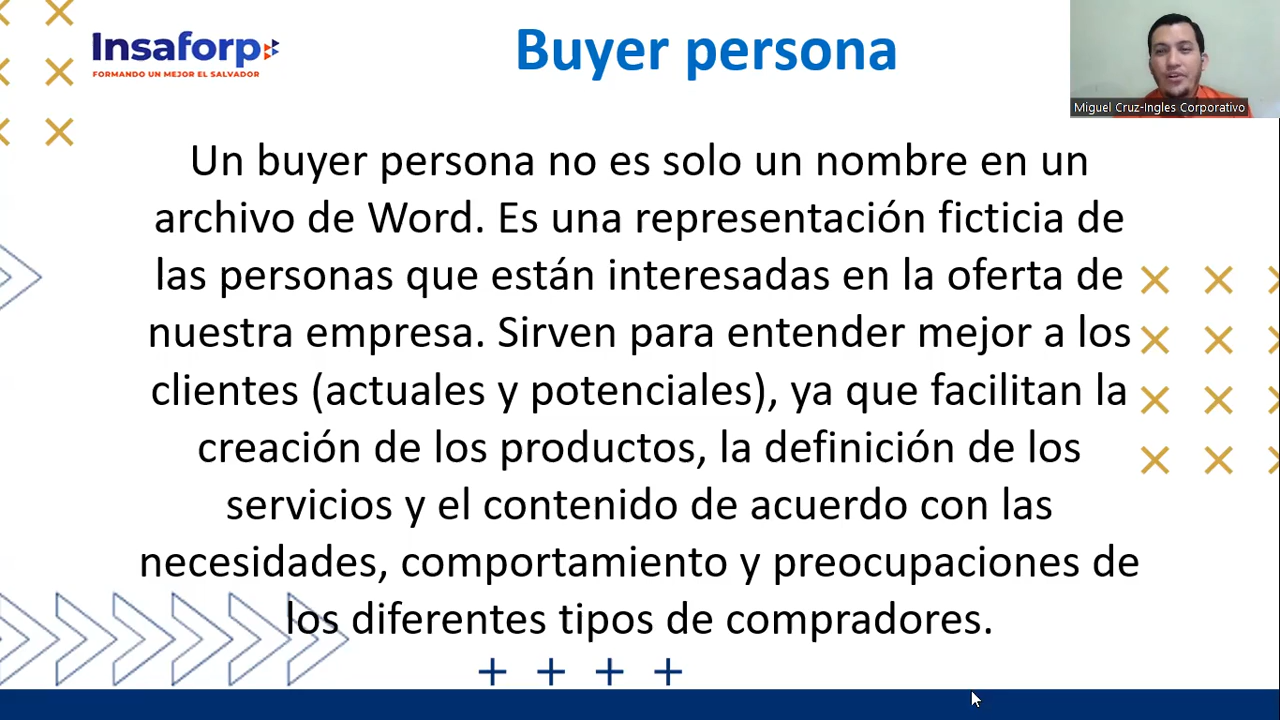 Insaforp
FORMANDO UN MEJOR EL SALVADOR
Buyer persona
Miguel Cruz-Ingles Corporativo
Un buyer persona no es solo un nombre en un
archivo de Word. Es una representación ficticia de
las personas que están interesadas en la oferta de
nuestra empresa. Sirven para entender mejor a los
clientes (actuales y potenciales), ya que facilitan la
creación de los productos, la definición de los
servicios y el contenido de acuerdo con las
necesidades, comportamiento y preocupaciones de
los diferentes tipos de compradores.